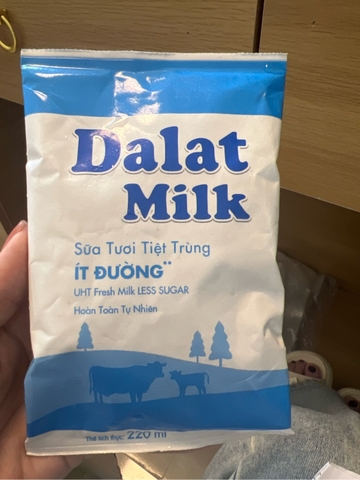 Dalat
Milk
Sữa Tươi Tiệt Trùng
ÍT ĐƯỜNG**
UHT Fresh Milk LESS SUGAR
Hoàn Toàn Tự Nhiên
Thể tích thực: 220 ml